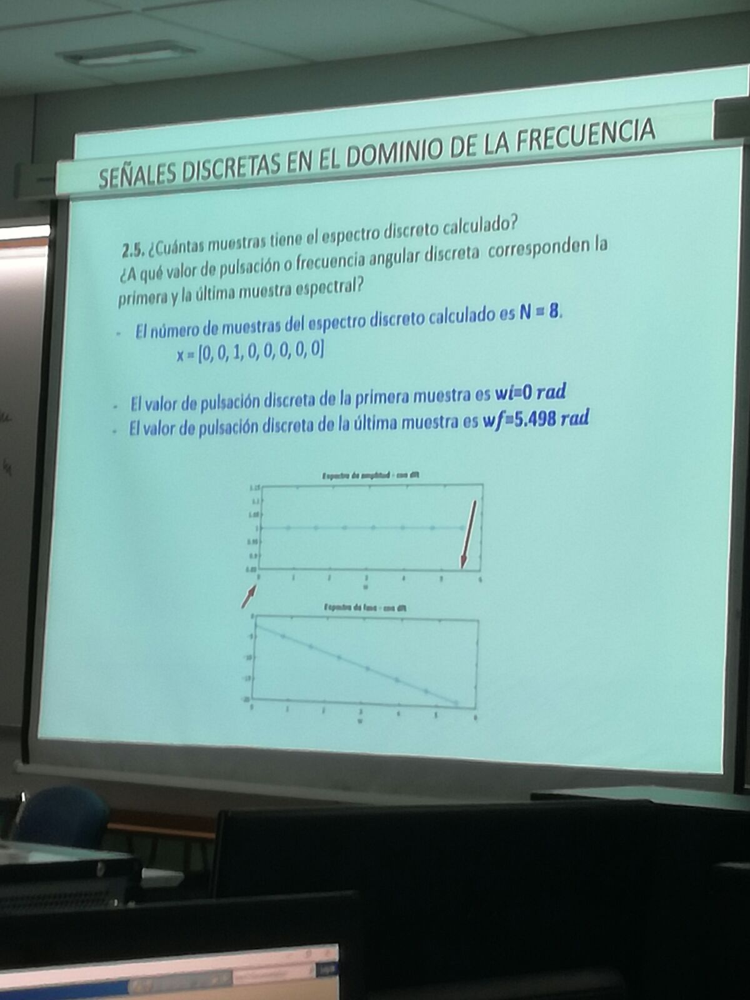 SEÑALES DISCRETAS EN EL DOMINIO DE LA FRECUENCIA
2.5. ¿Cuántas muestras tiene el espectro discreto calculado?
¿A qué valor de pulsación o frecuencia angular discreta corresponden la
primera y la última muestra espectral?
- El número de muestras del espectro discreto calculado es N = 8.
x = [0, 0, 1, 0, 0, 0, 0, 0]
- El valor de pulsación discreta de la primera muestra es wi=0 rad
- El valor de pulsación discreta de la última muestra es wf=5.498 rad
Espectro de amplitud - con dft
1.15
1.1
1.05
1
0.95
0.9
0 1 2 3 4 5 6
w
Espectro de fase - con dft
0
-5
-10
-15
-20
0 1 2 3 4 5 6
w